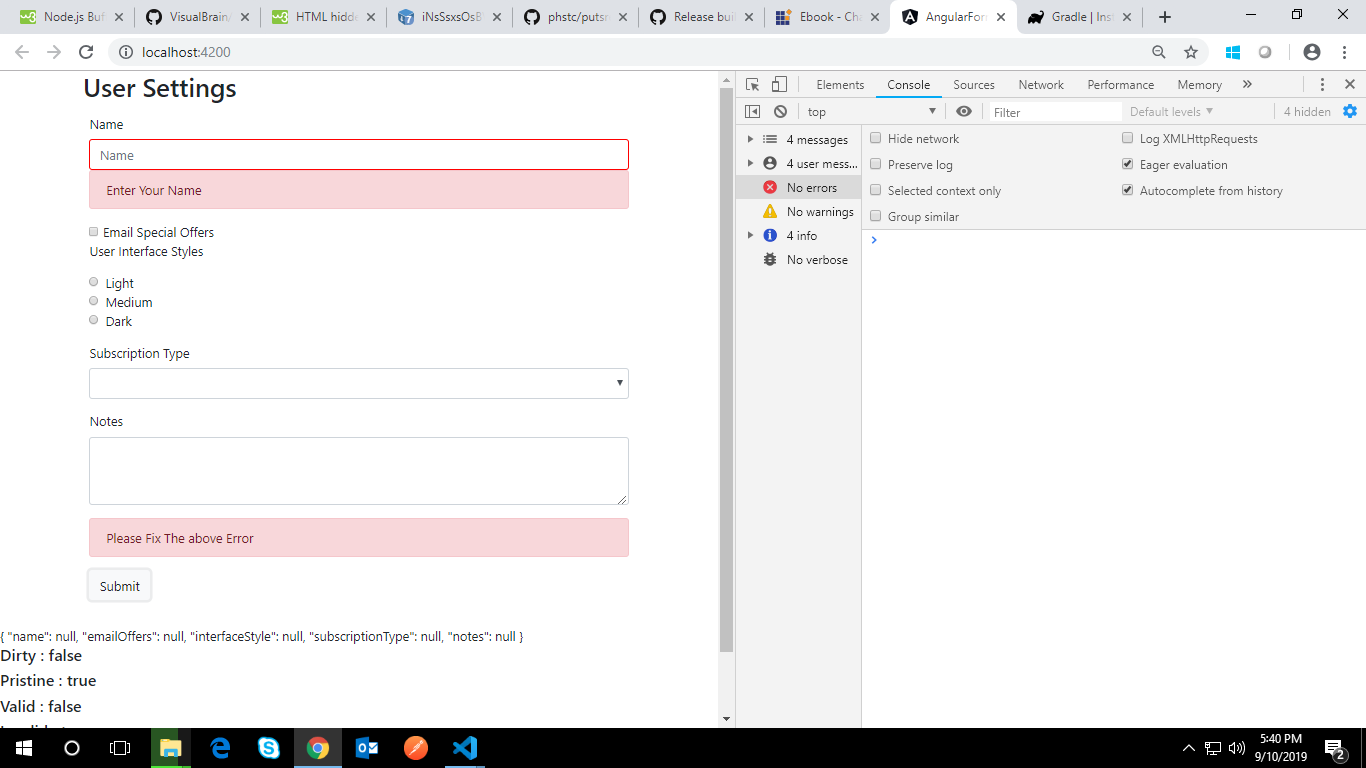 Node.js Buf
VisualBrain/
HTML hidde
iNsSsxsOsB
phstc/putsr
Release buil
Ebook - Cha
AngularForm
Gradle | Inst
localhost:4200
User Settings
Name
Name
Enter Your Name
Email Special Offers
User Interface Styles
Light
Medium
Dark
Subscription Type
Notes
Please Fix The above Error
Submit
{ "name": null, "emailOffers": null, "interfaceStyle": null, "subscriptionType": null, "notes": null }
Dirty : false
Pristine : true
Valid : false
Elements Console Sources Network Performance Memory
top Filter Default levels 4 hidden
4 messages
4 user mess...
No errors
No warnings
4 info
No verbose
Hide network Log XMLHttpRequests
Preserve log Eager evaluation
Selected context only Autocomplete from history
Group similar
5:40 PM
9/10/2019
2